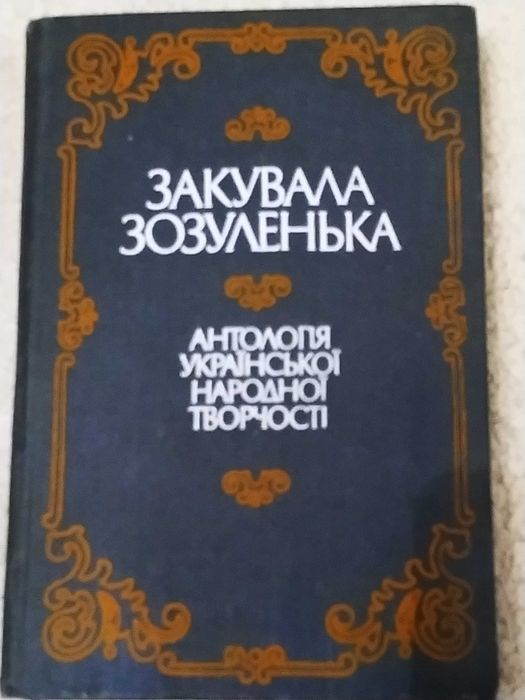 ЗАКУВАЛА
ЗОЗУЛЕНЬКА
АНТОЛОГІЯ
УКРАЇНСЬКОЇ
НАРОДНОЇ
ТВОРЧОСТІ